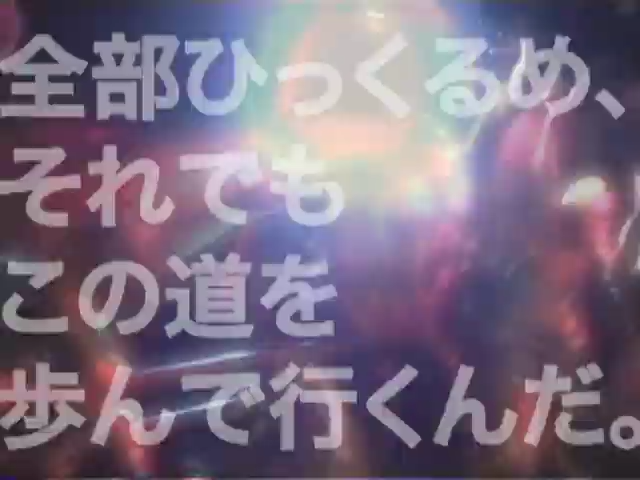 全部ひっくるめ、
それでも
この道を
歩んで行くんだ。